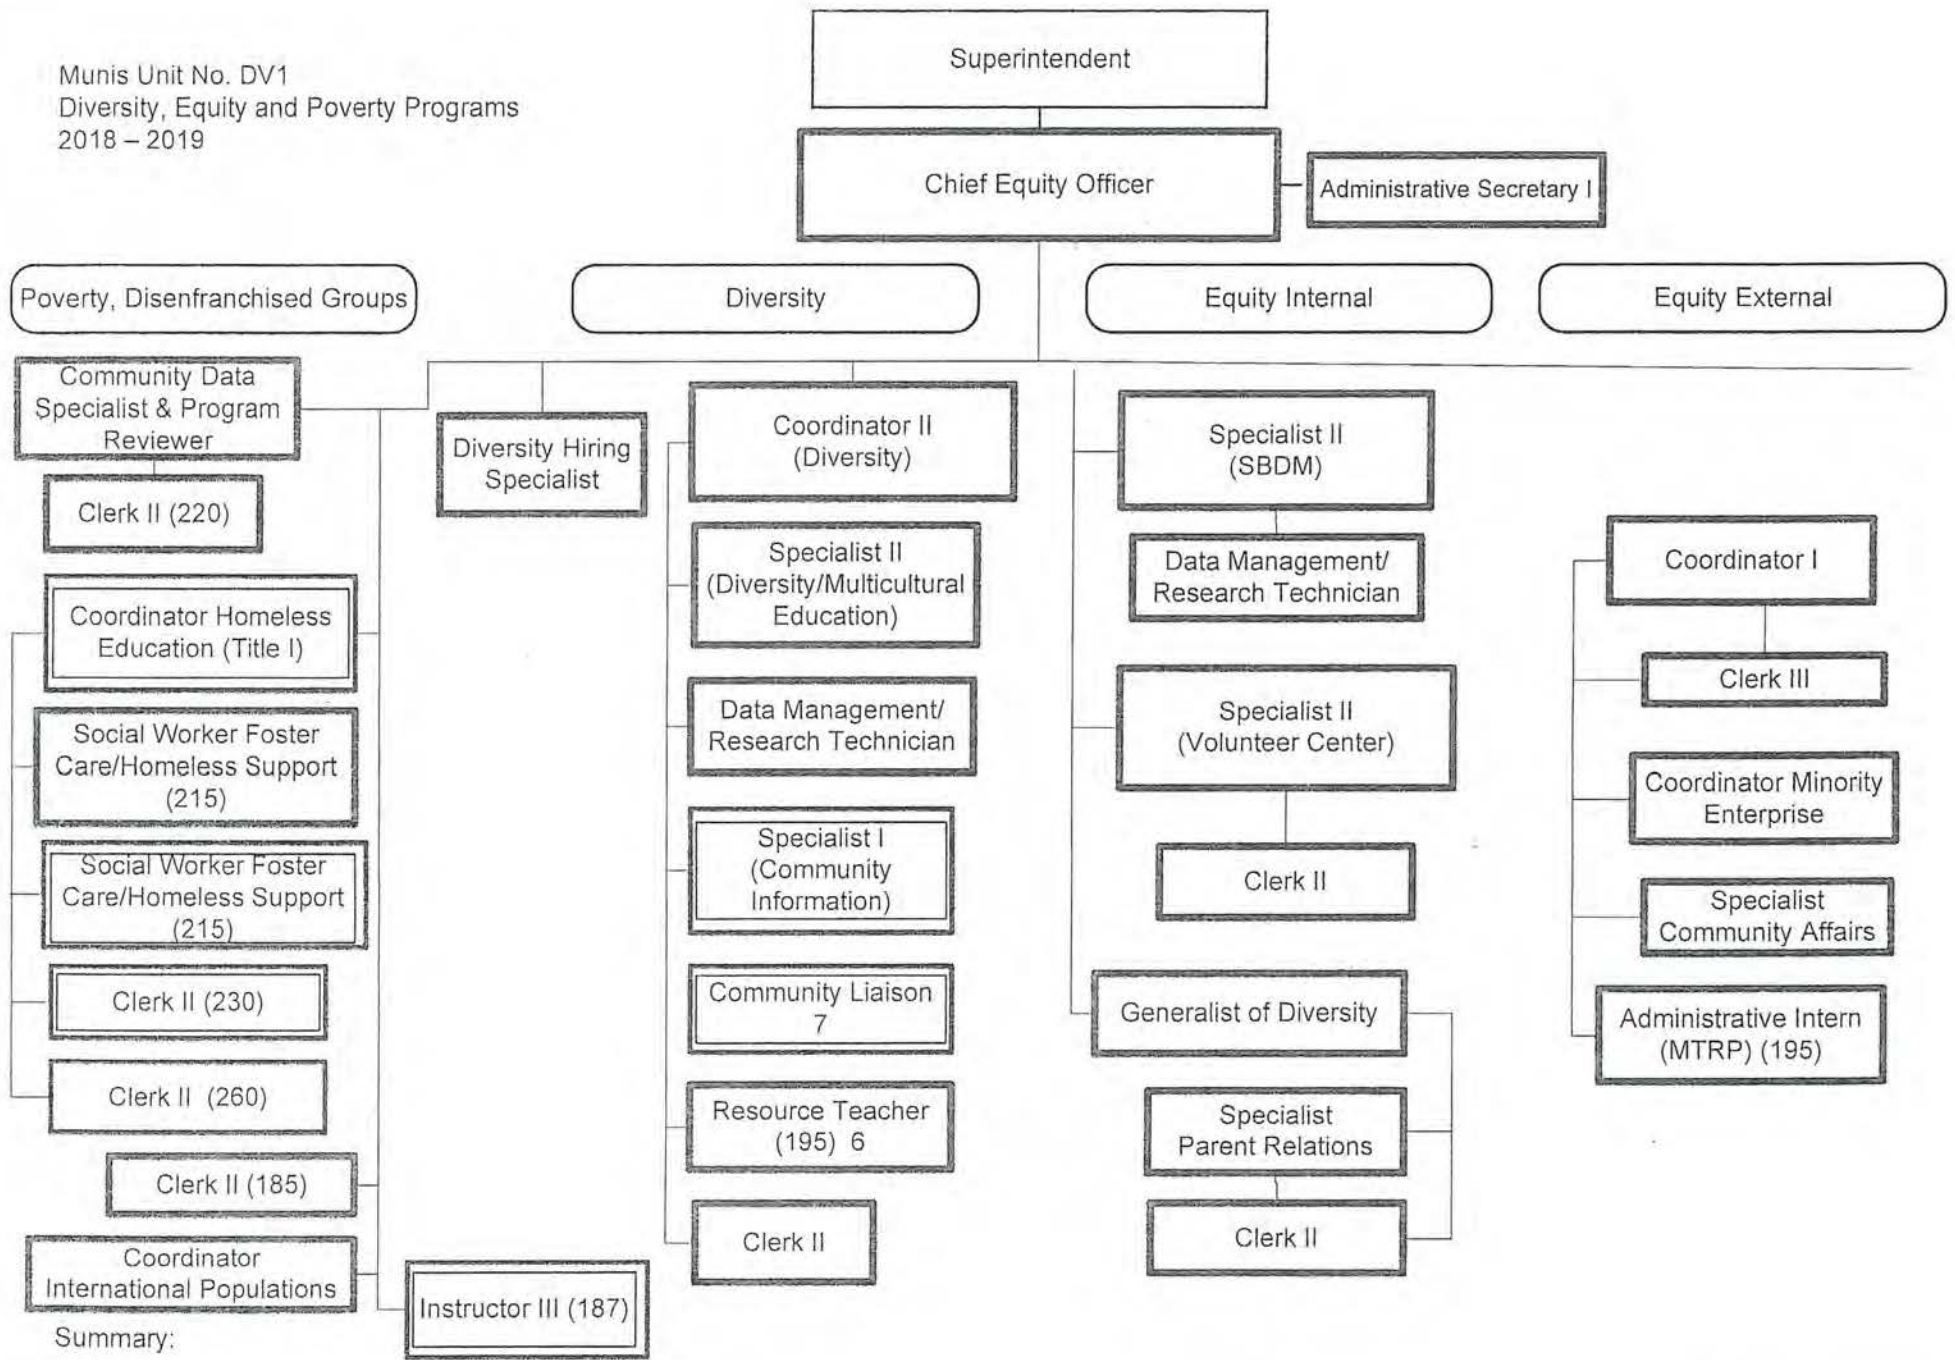 Munis Unit No. DV1
Diversity, Equity and Poverty Programs
2018 – 2019
Superintendent
Chief Equity Officer
Administrative Secretary I
Poverty, Disenfranchised Groups
Diversity
Equity Internal
Equity External
Community Data
Specialist & Program
Reviewer
Clerk II (220)
Coordinator Homeless
Education (Title I)
Social Worker Foster
Care/Homeless Support
(215)
Social Worker Foster
Care/Homeless Support
(215)
Clerk II (230)
Clerk II (260)
Clerk II (185)
Coordinator
International Populations
Instructor III (187)
Diversity Hiring
Specialist
Coordinator II
(Diversity)
Specialist II
(Diversity/Multicultural
Education)
Data Management/
Research Technician
Specialist I
(Community
Information)
Community Liaison
7
Resource Teacher
(195) 6
Clerk II
Specialist II
(SBDM)
Data Management/
Research Technician
Specialist II
(Volunteer Center)
Clerk II
Generalist of Diversity
Specialist
Parent Relations
Clerk II
Coordinator I
Clerk III
Coordinator Minority
Enterprise
Specialist
Community Affairs
Administrative Intern
(MTRP) (195)
Summary: